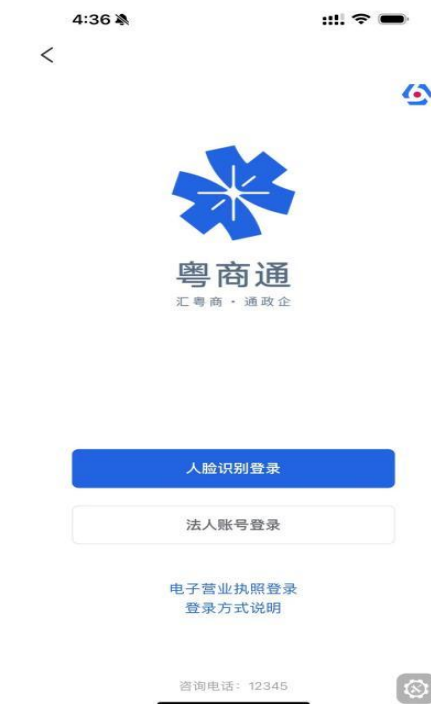 4:36
粤商通
汇粤商·通政企
人脸识别登录
法人账号登录
电子营业执照登录
登录方式说明
咨询电话：12345